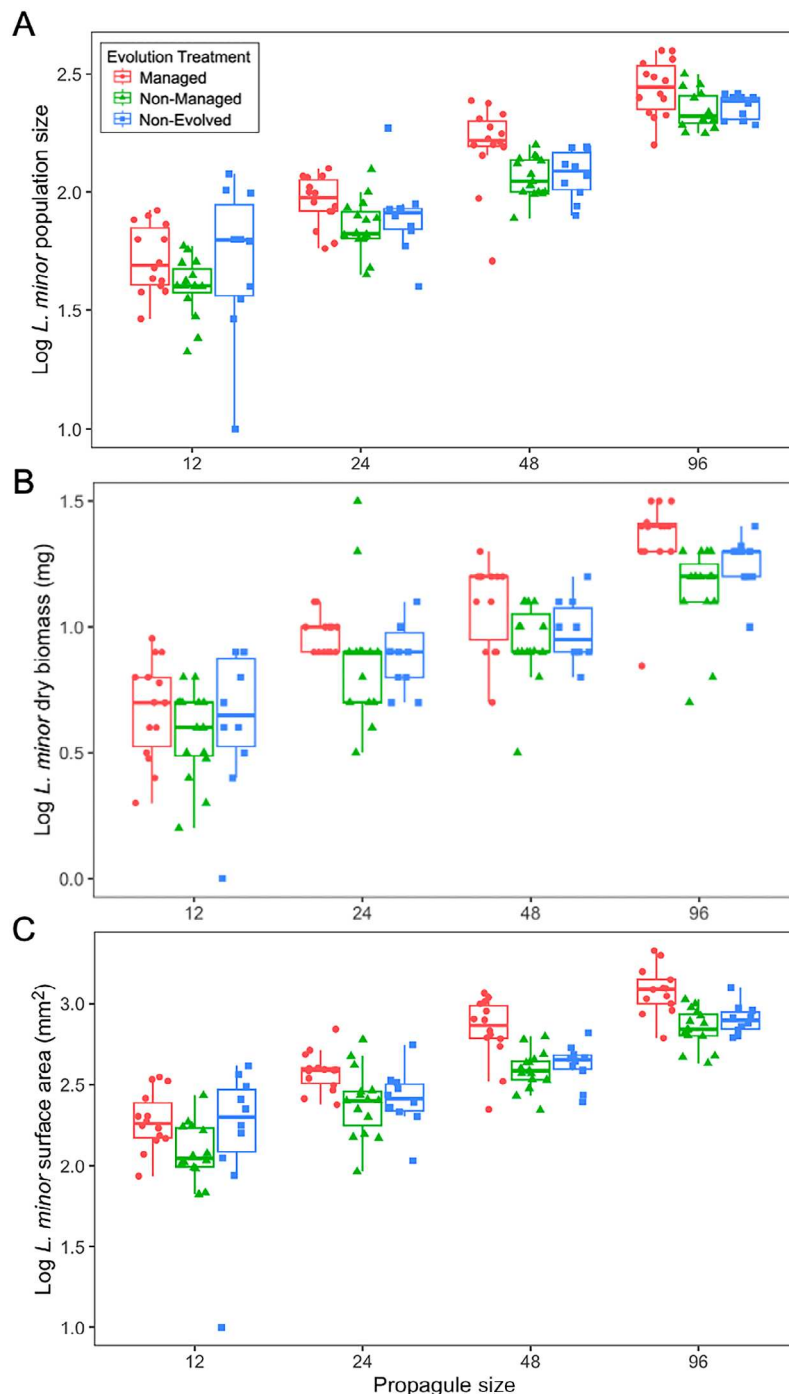 A
Evolution Treatment
Managed
Non-Managed
Non-Evolved
Log L. minor population size
2.5
2.0
1.5
1.0
12 24 48 96
B
Log L. minor dry biomass (mg)
1.5
1.0
0.5
0.0
12 24 48 96
C
Log L. minor surface area (mm²)
3.0
2.5
2.0
1.5
1.0
12 24 48 96
Propagule size